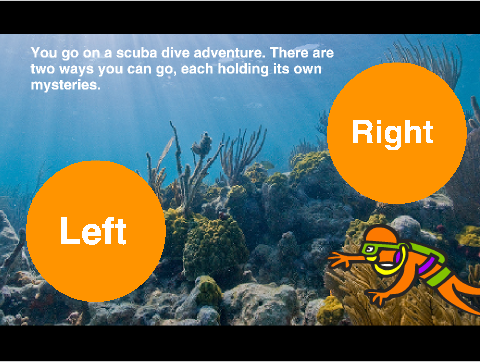 You go on a scuba dive adventure. There are
two ways you can go, each holding its own
mysteries.
Right
Left